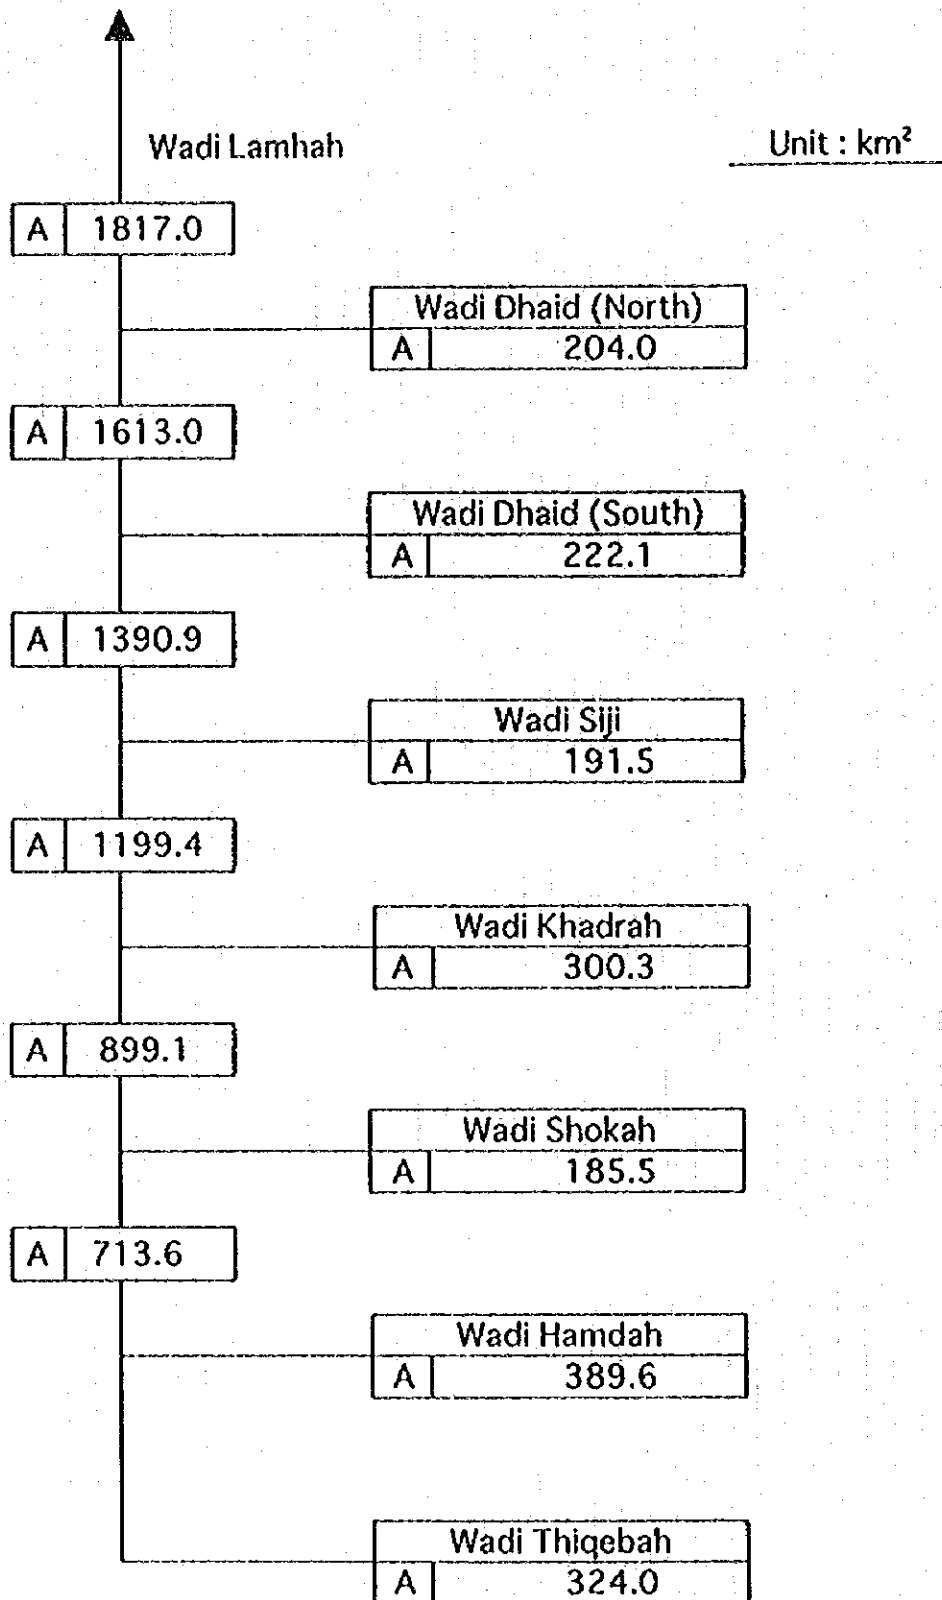 Wadi Lamhah
Unit : km²
A 1817.0
Wadi Dhaid (North)
A 204.0
A 1613.0
Wadi Dhaid (South)
A 222.1
A 1390.9
Wadi Siji
A 191.5
A 1199.4
Wadi Khadrah
A 300.3
A 899.1
Wadi Shokah
A 185.5
A 713.6
Wadi Hamdah
A 389.6
Wadi Thiqebah
A 324.0